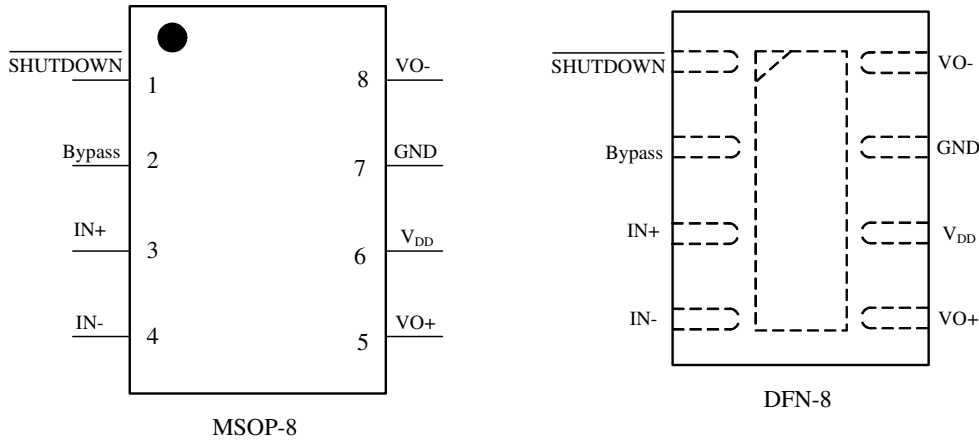 SHUTDOWN
1
8
VO-
Bypass
2
7
GND
IN+
3
6
VDD
IN-
4
5
VO+
MSOP-8
SHUTDOWN
VO-
Bypass
GND
IN+
VDD
IN-
VO+
DFN-8